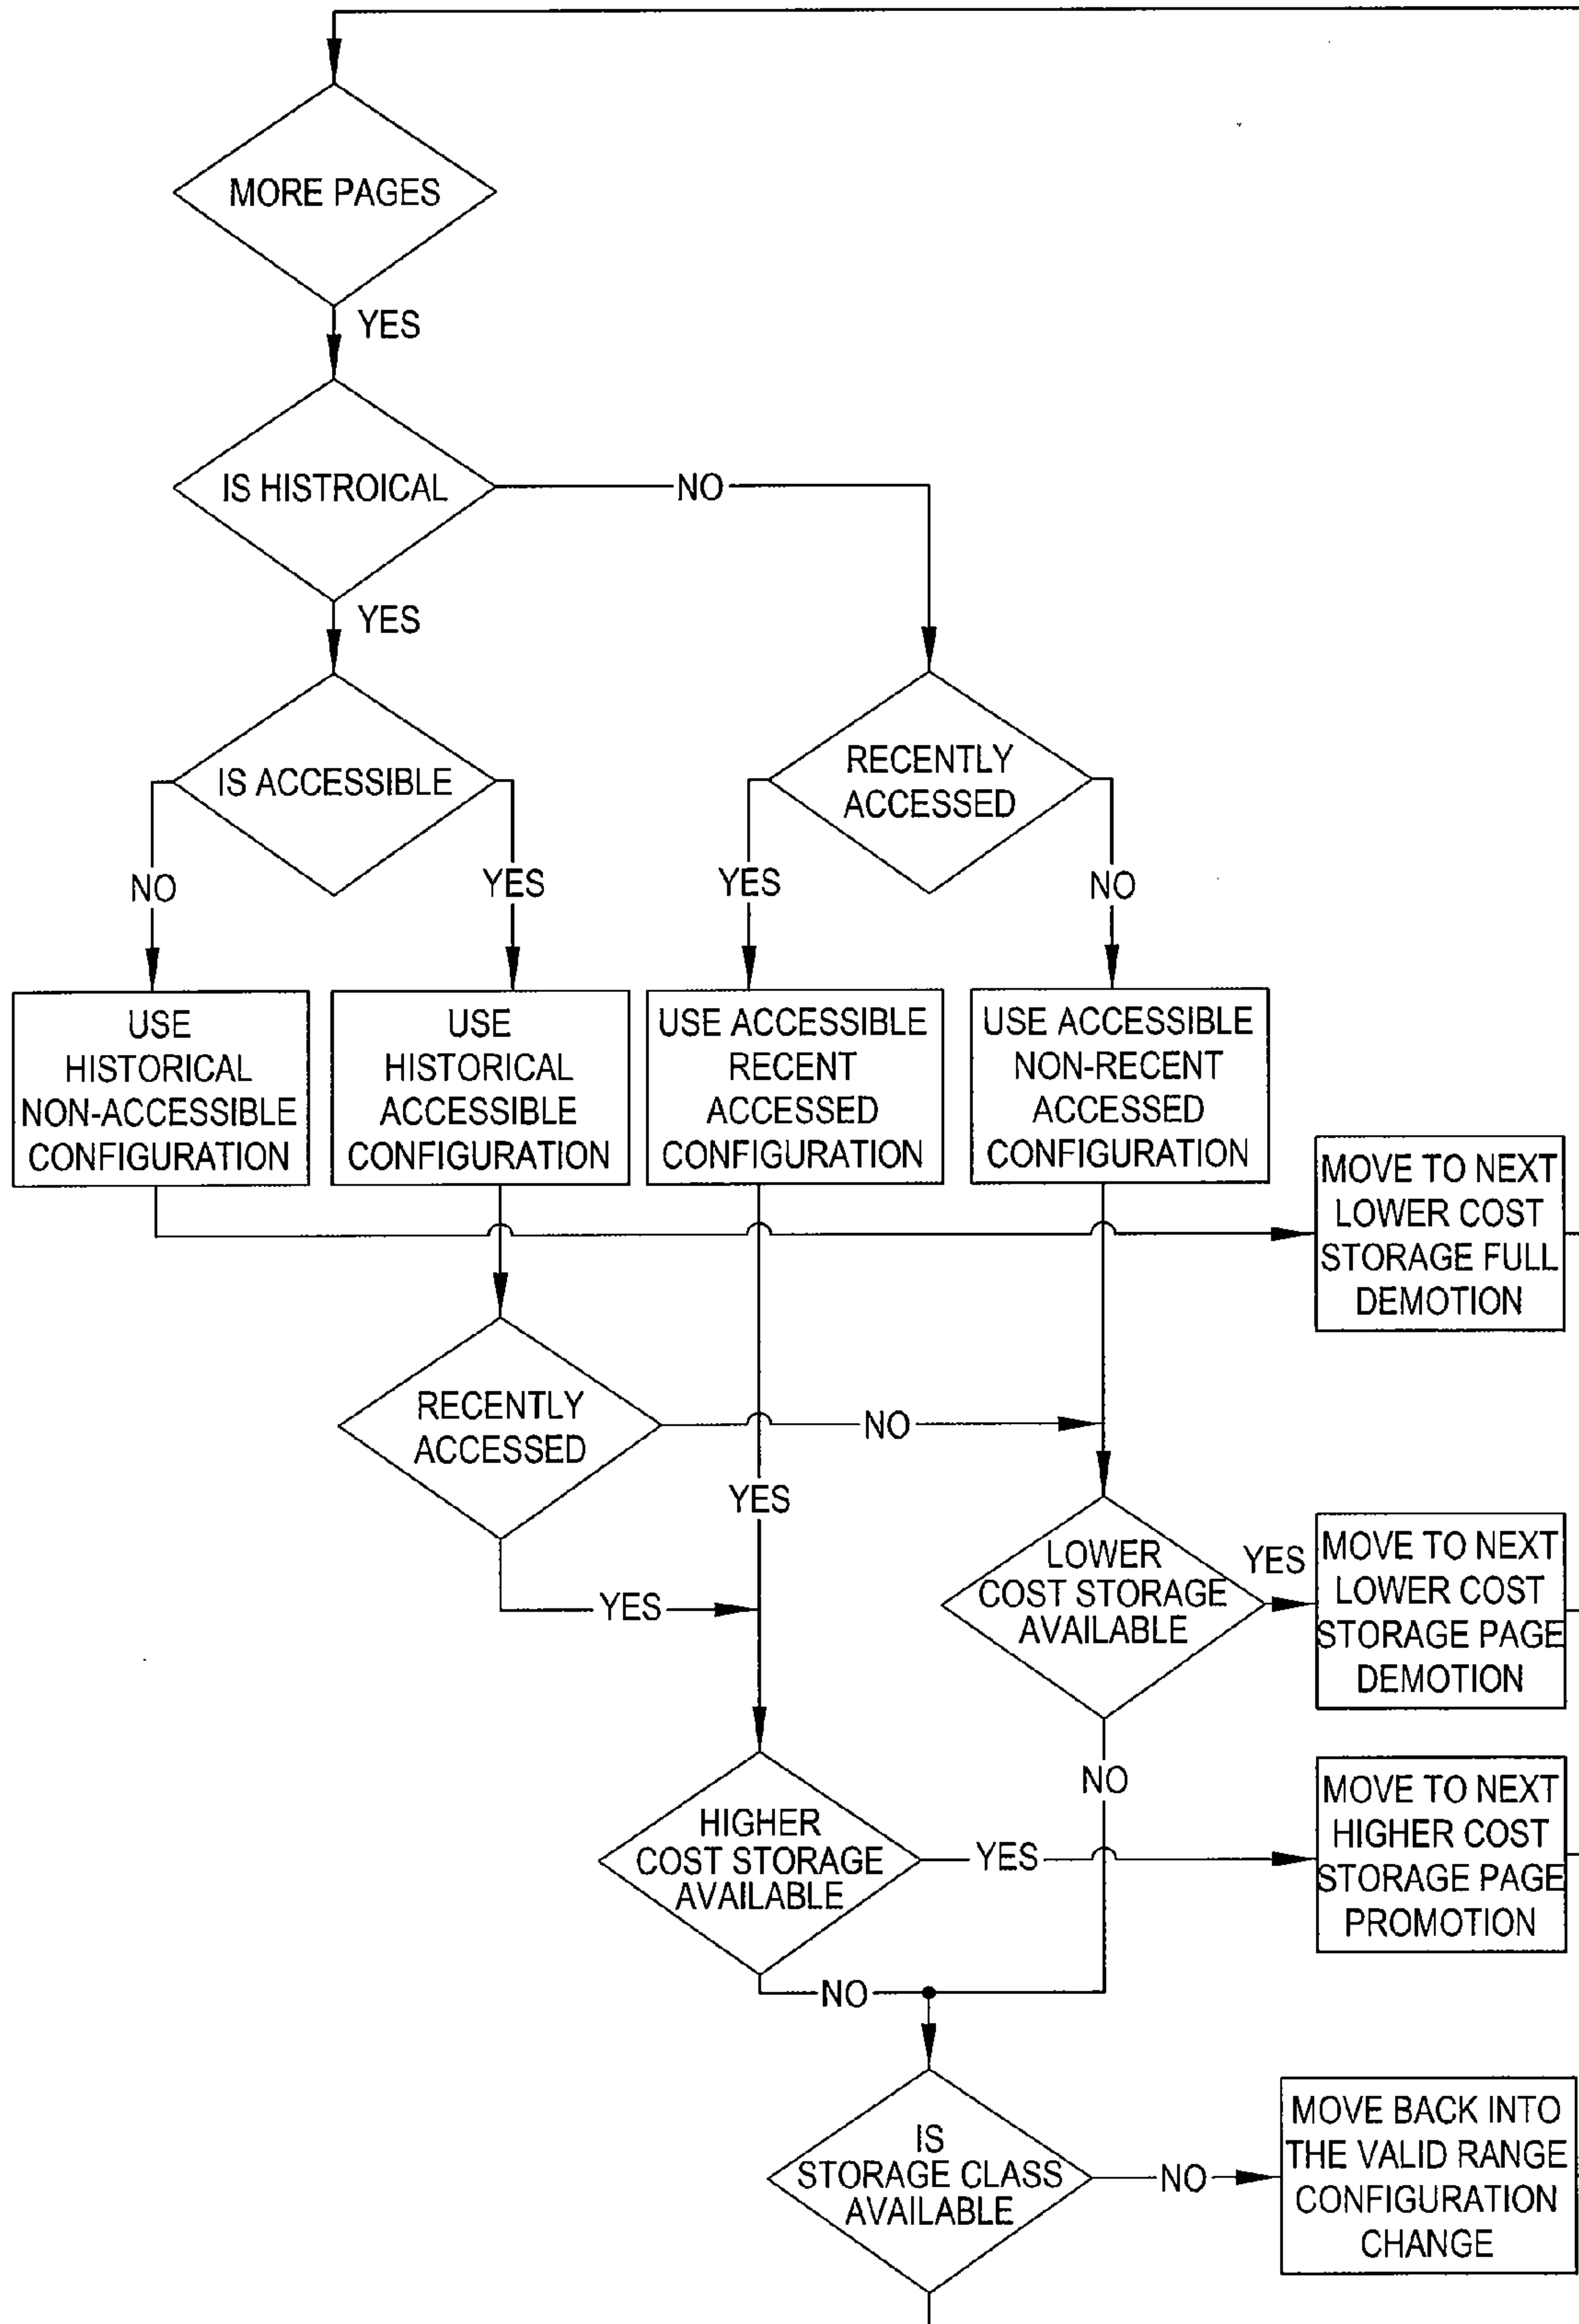 MORE PAGES
YES
IS HISTROICAL
NO
YES
IS ACCESSIBLE
RECENTLY
ACCESSED
NO
YES
YES
NO
USE
HISTORICAL
NON-ACCESSIBLE
CONFIGURATION
USE
HISTORICAL
ACCESSIBLE
CONFIGURATION
USE ACCESSIBLE
RECENT
ACCESSED
CONFIGURATION
USE ACCESSIBLE
NON-RECENT
ACCESSED
CONFIGURATION
MOVE TO NEXT
LOWER COST
STORAGE FULL
DEMOTION
RECENTLY
ACCESSED
NO
YES
YES
LOWER
COST STORAGE
AVAILABLE
YES
MOVE TO NEXT
LOWER COST
STORAGE PAGE
DEMOTION
NO
HIGHER
COST STORAGE
AVAILABLE
YES
MOVE TO NEXT
HIGHER COST
STORAGE PAGE
PROMOTION
NO
IS
STORAGE CLASS
AVAILABLE
NO
MOVE BACK INTO
THE VALID RANGE
CONFIGURATION
CHANGE